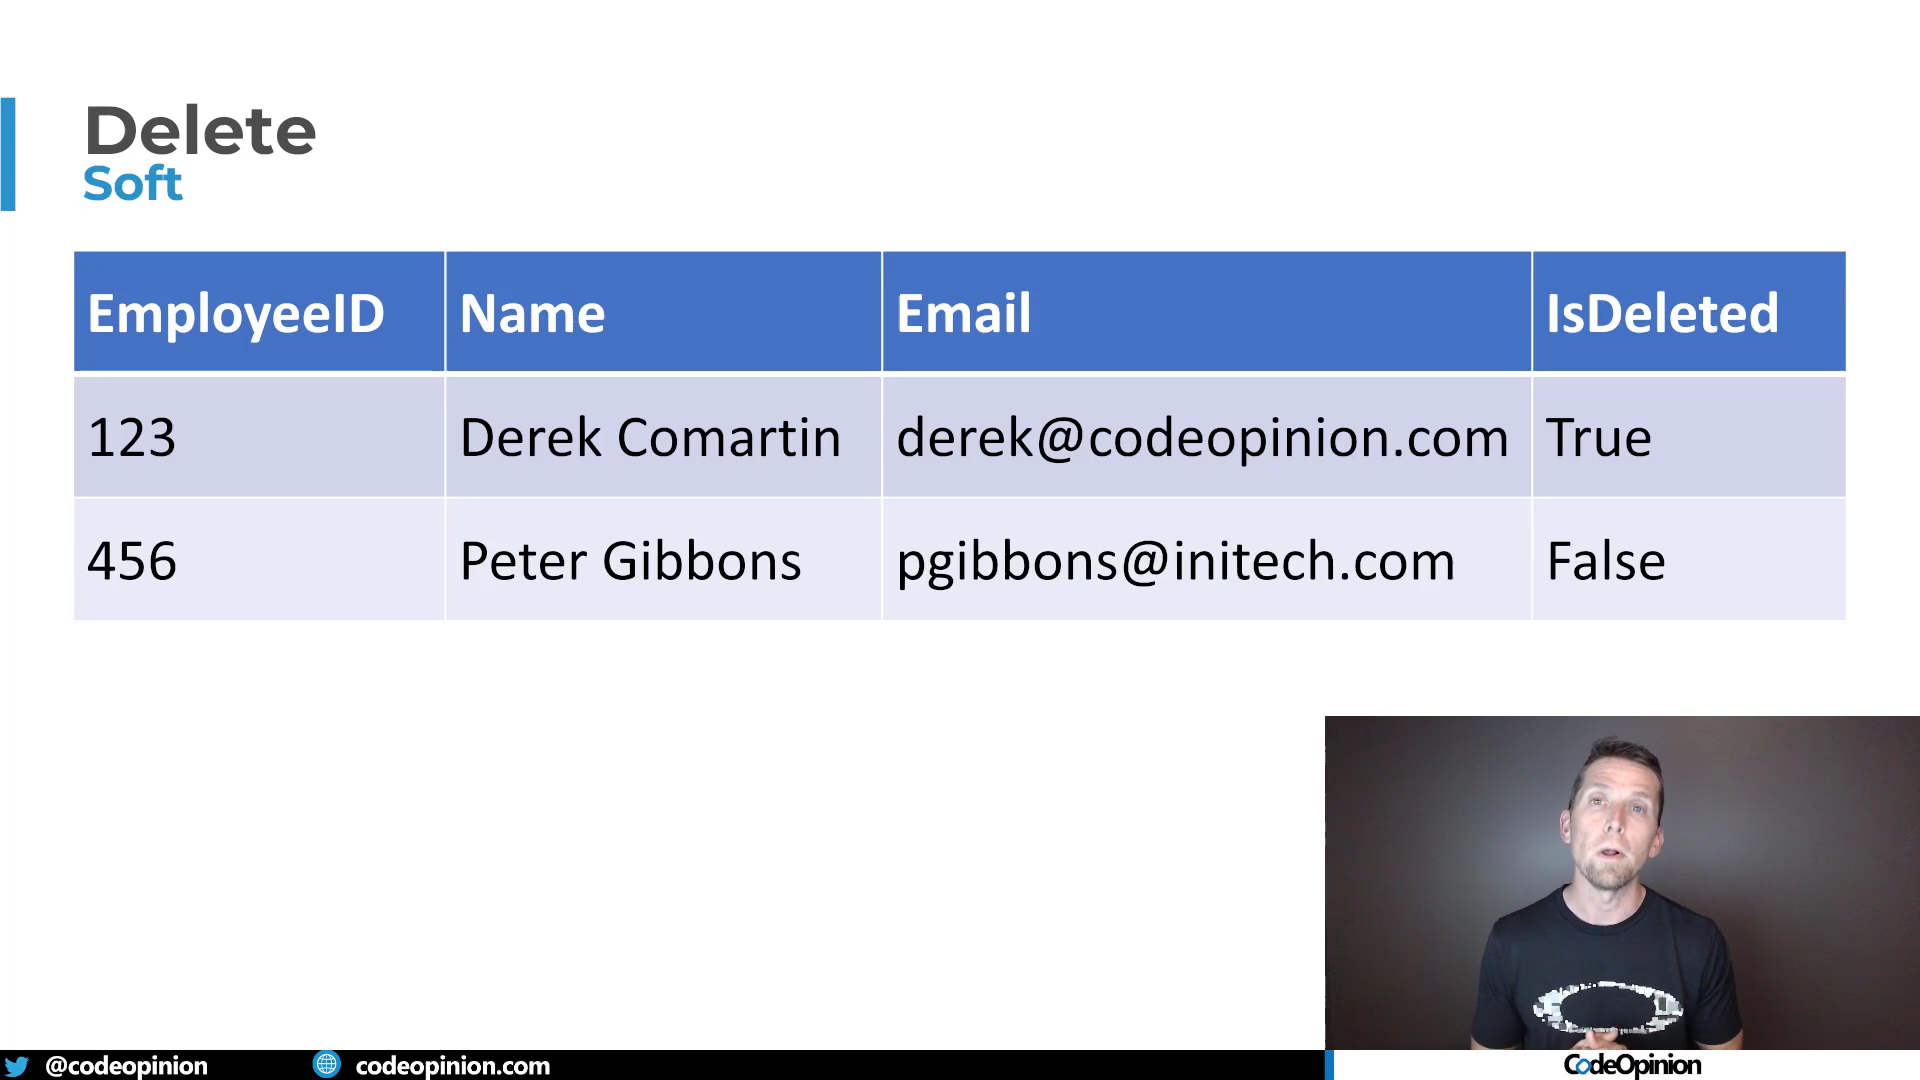 Delete
Soft
EmployeeID Name Email IsDeleted
123 Derek Comartin derek@codeopinion.com True
456 Peter Gibbons pgibbons@initech.com False
@codeopinion codeopinion.com CodeOpinion